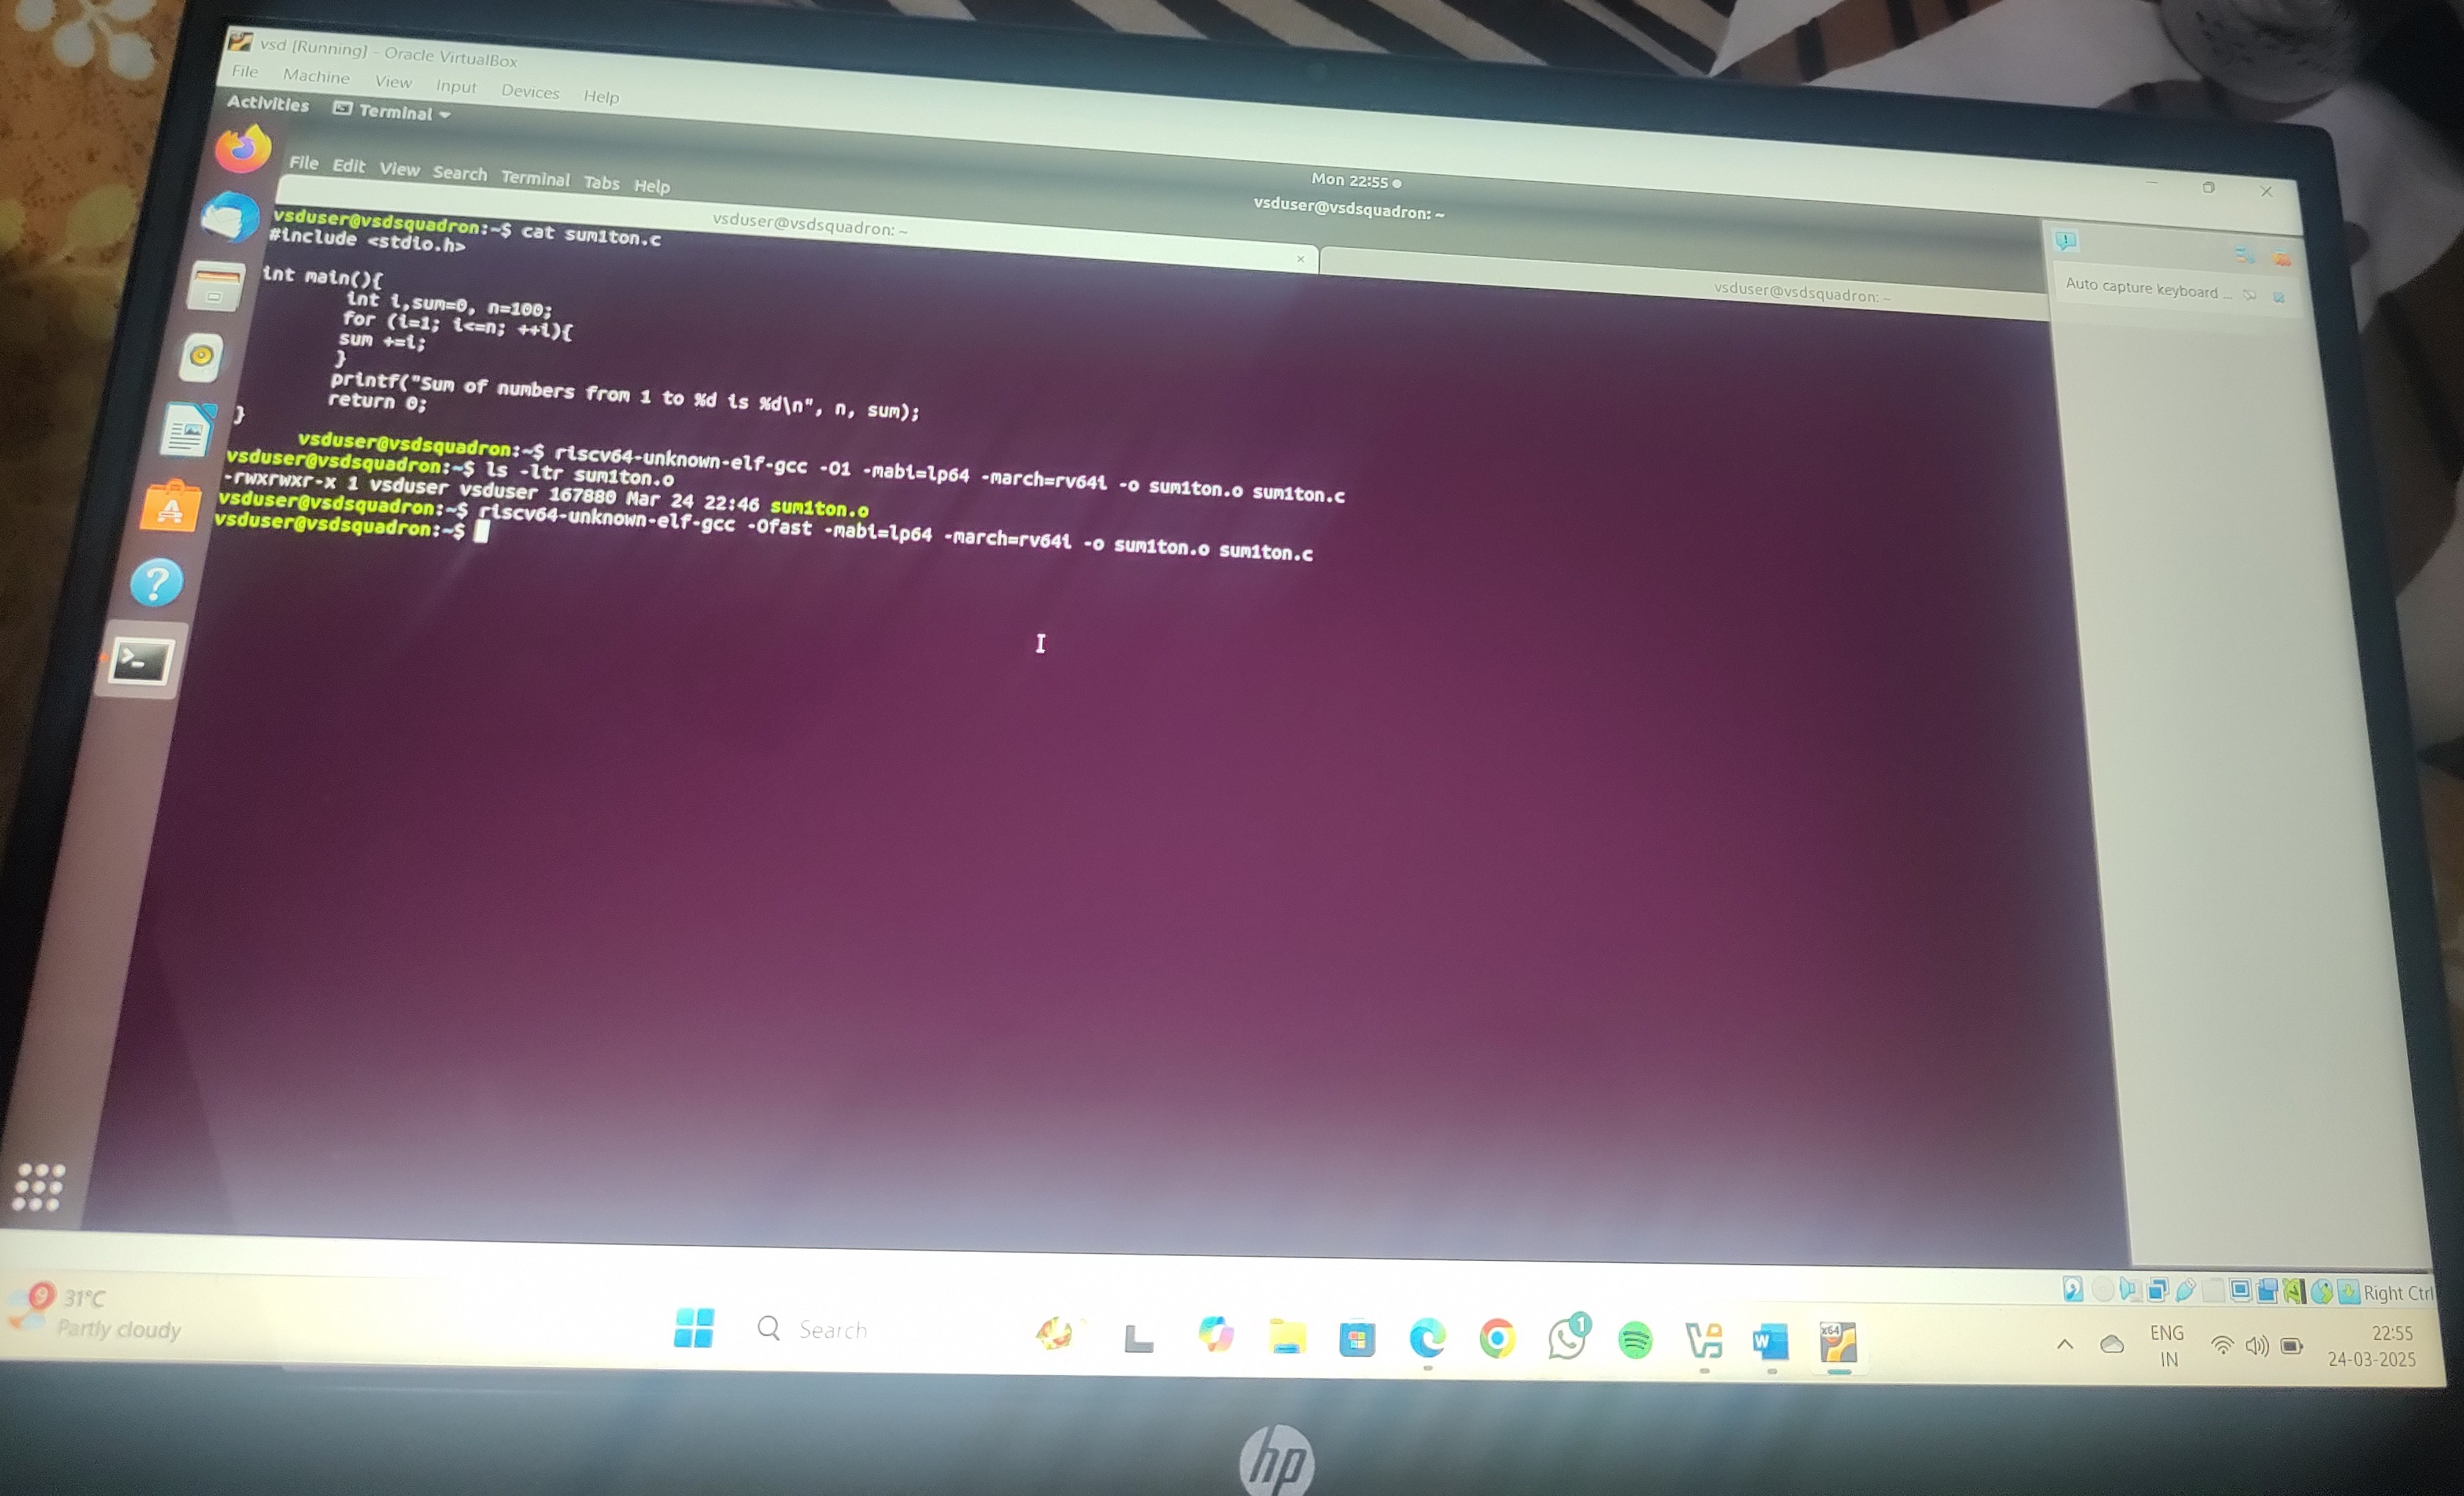 vsd [Running] - Oracle VirtualBox
File Machine View Input Devices Help
Activities Terminal
Mon 22:55
vsduser@vsdsquadron: ~
File Edit View Search Terminal Tabs Help
vsduser@vsdsquadron: ~
vsduser@vsdsquadron: ~
Auto capture keyboard ...
vsduser@vsdsquadron:~$ cat sum1ton.c
#include <stdio.h>
int main(){
int i,sum=0, n=100;
for (i=1; i<=n; ++i){
sum +=i;
}
printf("Sum of numbers from 1 to %d is %d\n", n, sum);
return 0;
}
vsduser@vsdsquadron:~$ riscv64-unknown-elf-gcc -O1 -mabi=lp64 -march=rv64i -o sum1ton.o sum1ton.c
vsduser@vsdsquadron:~$ ls -ltr sum1ton.o
-rwxrwxr-x 1 vsduser vsduser 167880 Mar 24 22:46 sum1ton.o
vsduser@vsdsquadron:~$ riscv64-unknown-elf-gcc -Ofast -mabi=lp64 -march=rv64i -o sum1ton.o sum1ton.c
vsduser@vsdsquadron:~$
Right Ctrl
9
31°C
Partly cloudy
Search
1
W
x64
ENG
IN
22:55
24-03-2025
hp